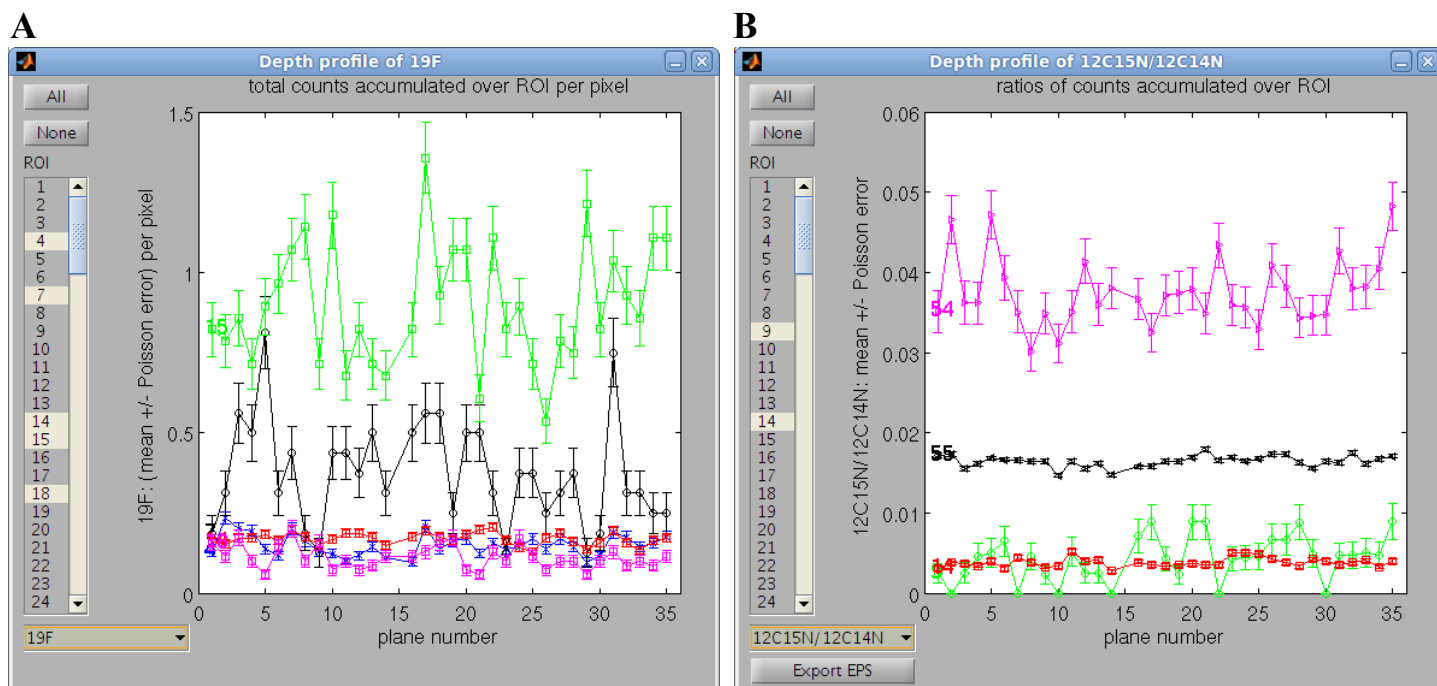 A
Depth profile of 19F
All
None
ROI
1
2
3
4
5
6
7
8
9
10
11
12
13
14
15
16
17
18
19
20
21
22
23
24
19F
total counts accumulated over ROI per pixel
19F: (mean +/- Poisson error) per pixel
1.5
1
0.5
0
15
0 5 10 15 20 25 30 35
plane number
B
Depth profile of 12C15N/12C14N
All
None
ROI
1
2
3
4
5
6
7
8
9
10
11
12
13
14
15
16
17
18
19
20
21
22
23
24
12C15N/12C14N
Export EPS
ratios of counts accumulated over ROI
12C15N/12C14N: mean +/- Poisson error
0.06
0.05
0.04
0.03
0.02
0.01
0
54
55
0 5 10 15 20 25 30 35
plane number